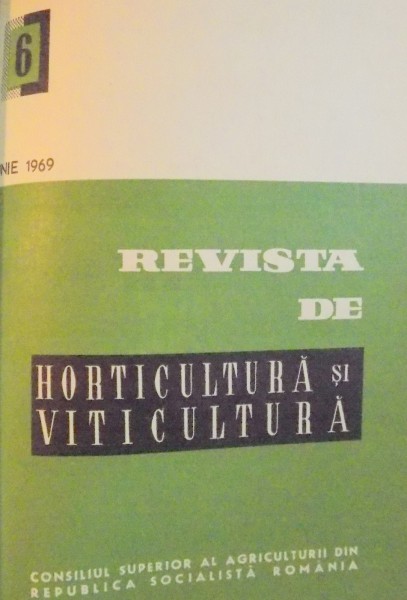 6
NIE 1969
REVISTA
DE
HORTICULTURĂ ȘI
VITICULTURĂ
CONSILIUL SUPERIOR AL AGRICULTURII DIN
REPUBLICA SOCIALISTĂ ROMÂNIA